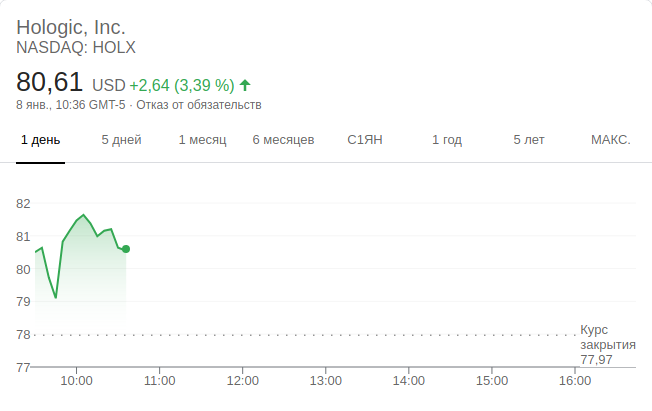 Hologic, Inc.
NASDAQ: HOLX
80,61 USD +2,64 (3,39 %)
8 янв., 10:36 GMT-5 · Отказ от обязательств
1 день 5 дней 1 месяц 6 месяцев С1ЯН 1 год 5 лет МАКС.
82
81
80
79
78
77
Курс
закрытия
77,97
10:00 11:00 12:00 13:00 14:00 15:00 16:00